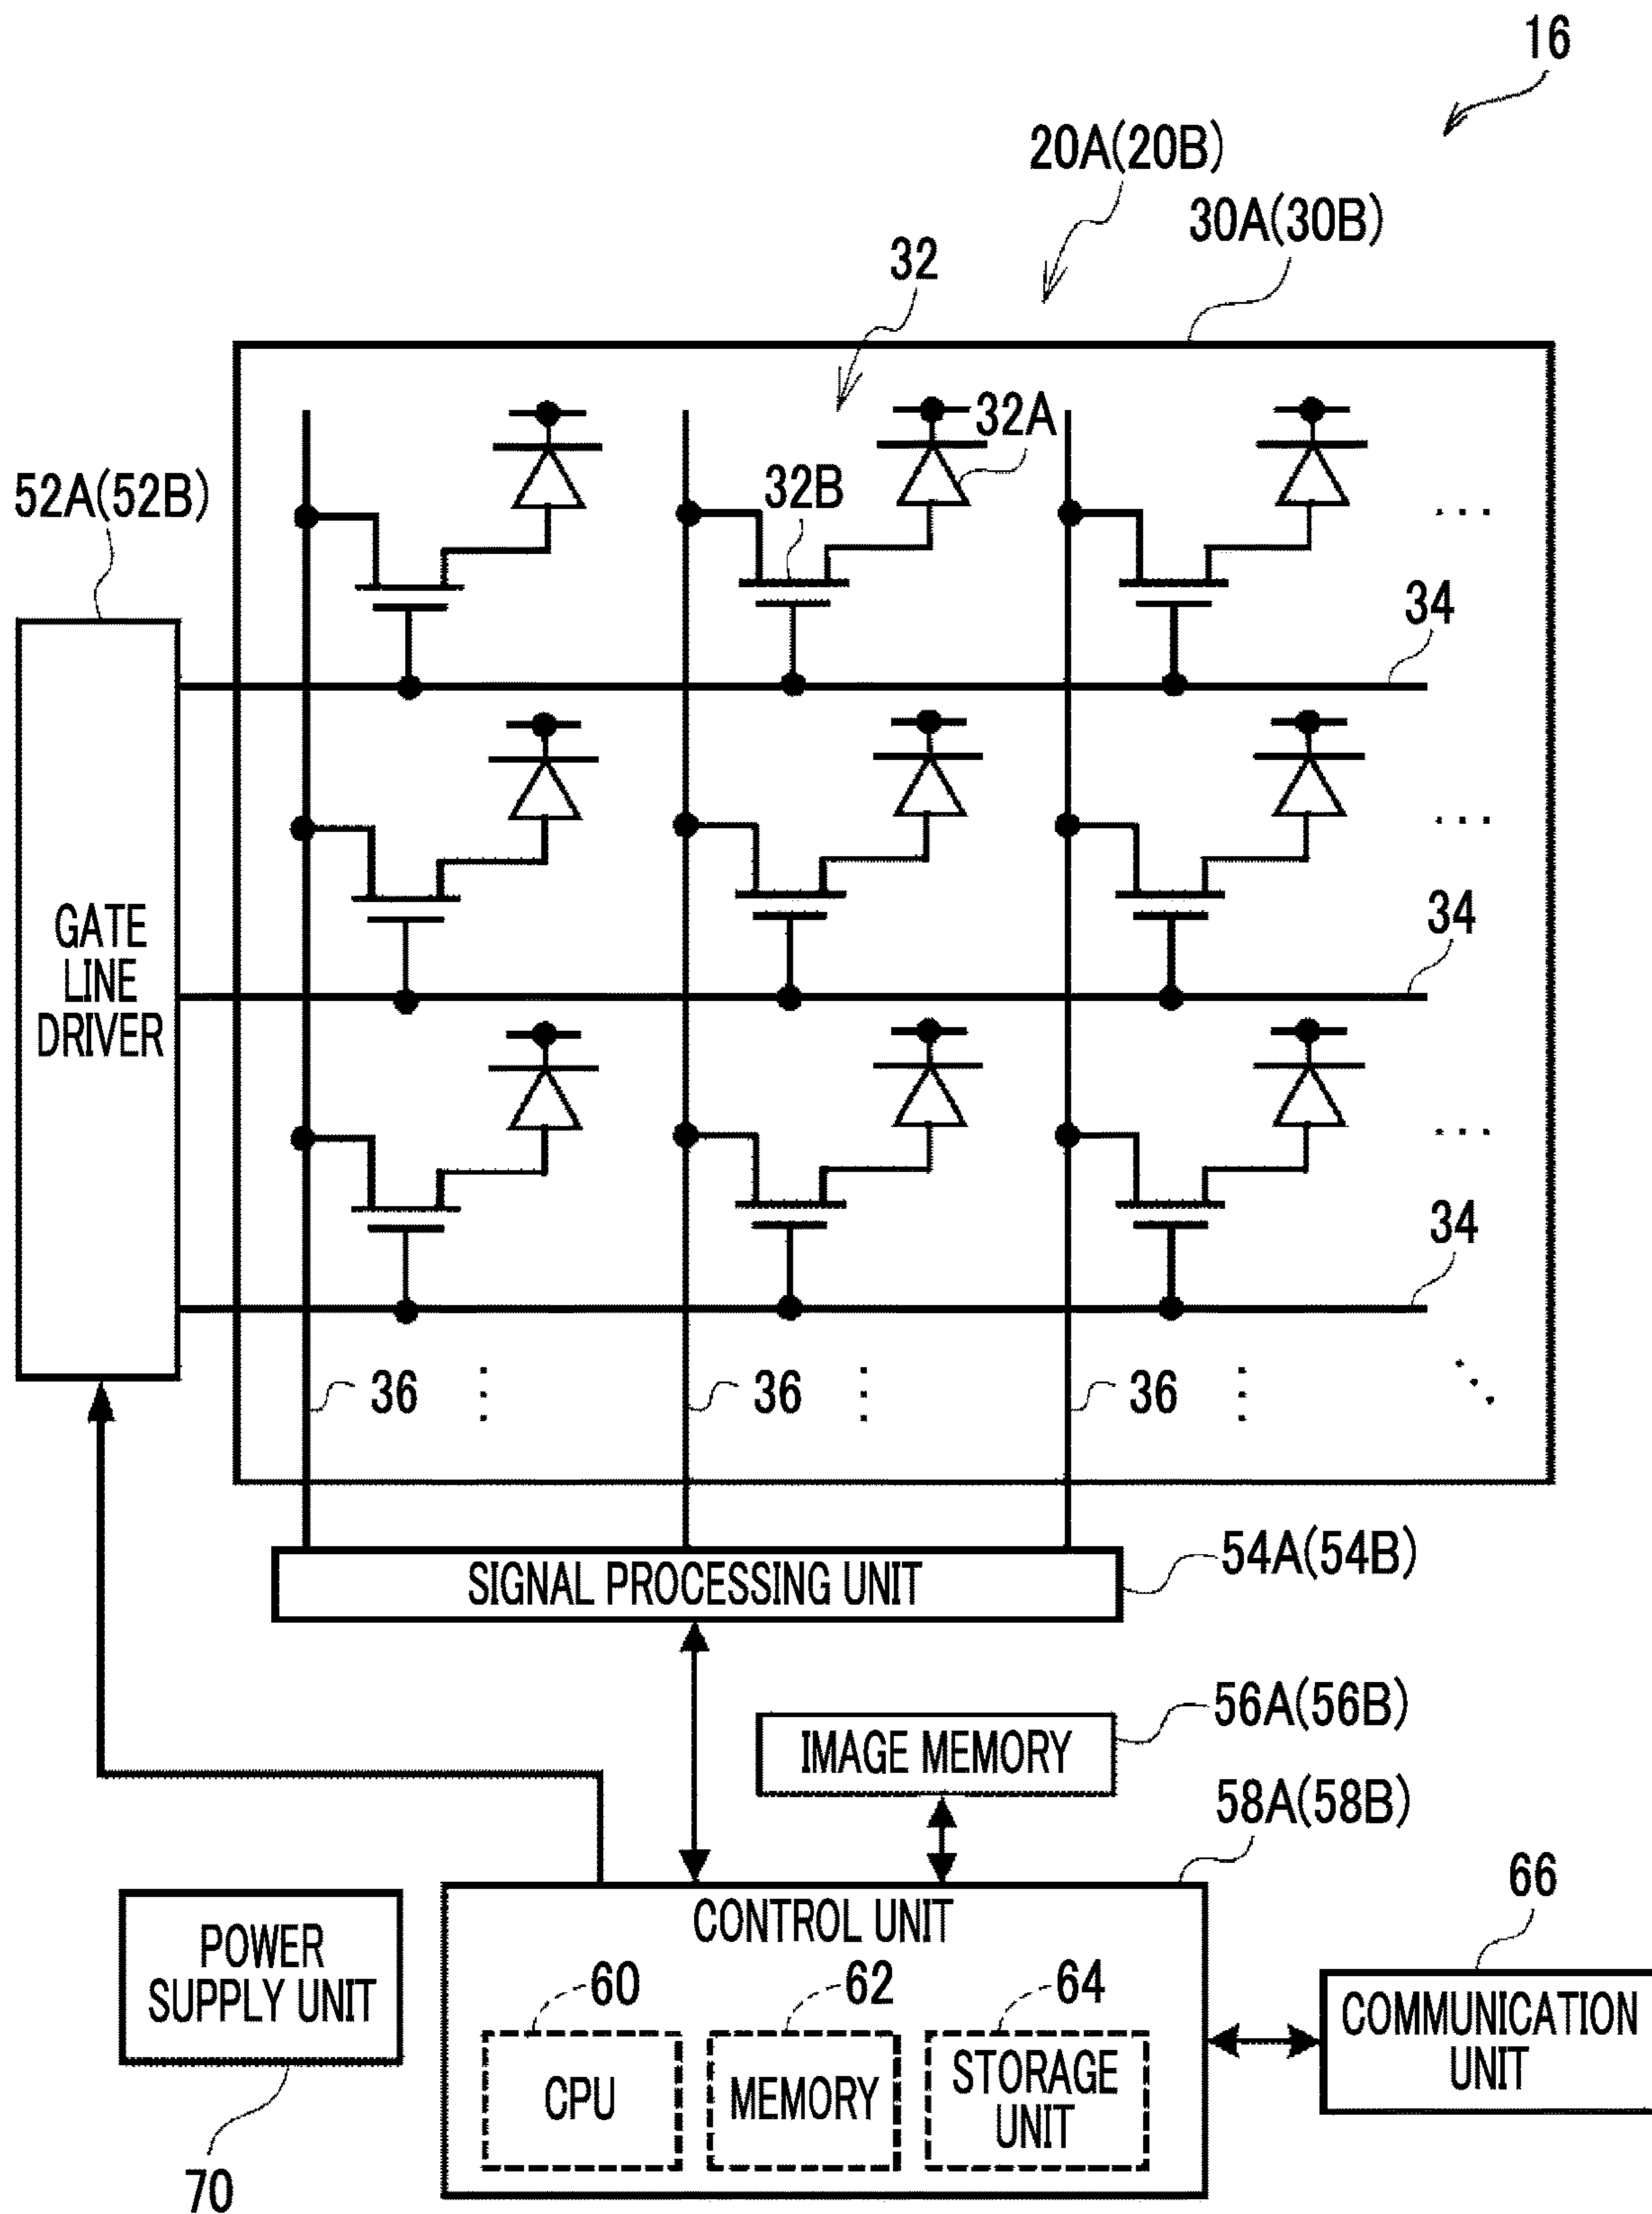 16
20A(20B)
30A(30B)
32
32A
32B
52A(52B)
34
GATE
LINE
DRIVER
34
34
36
36
36
54A(54B)
SIGNAL PROCESSING UNIT
56A(56B)
IMAGE MEMORY
58A(58B)
66
CONTROL UNIT
POWER
SUPPLY UNIT
60
62
64
COMMUNICATION
UNIT
CPU
MEMORY
STORAGE
UNIT
70